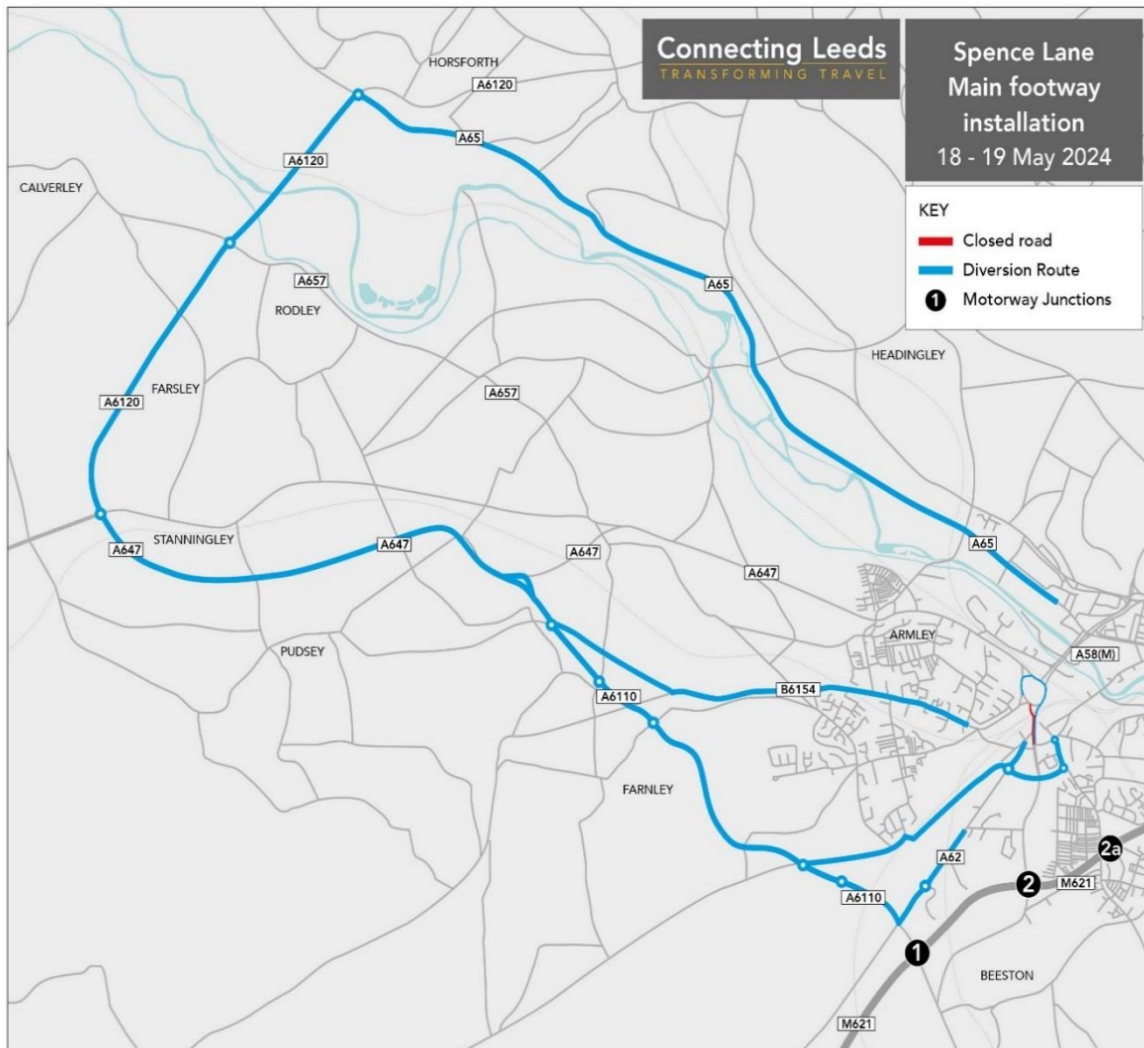 Connecting Leeds
TRANSFORMING TRAVEL
Spence Lane
Main footway
installation
18 - 19 May 2024
KEY
Closed road
Diversion Route
1 Motorway Junctions
HORSFORTH
A6120
A65
A6120
CALVERLEY
A657
RODLEY
A65
HEADINGLEY
FARSLEY
A657
A6120
STANNINGLEY
A647
A647
A647
A647
A65
ARMLEY
A58(M)
PUDSEY
B6154
A6110
FARNLEY
A62
2a
2
M621
A6110
1
BEESTON
M621